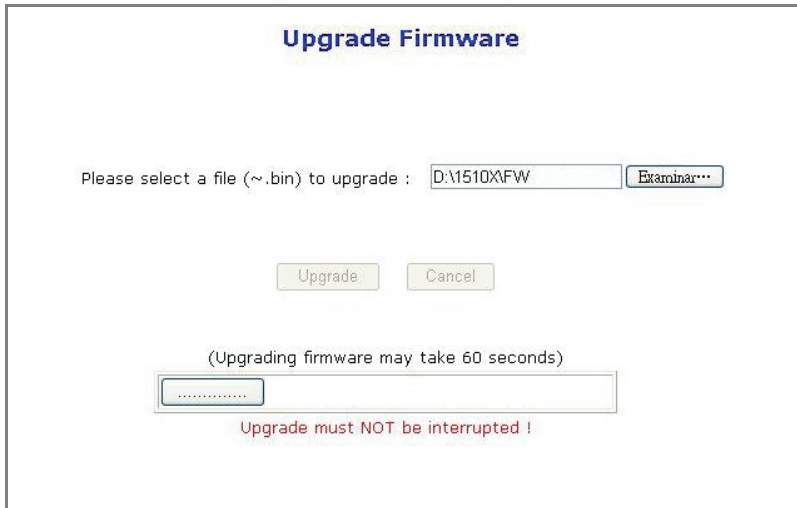 Upgrade Firmware
Please select a file (~.bin) to upgrade : D:\1510X\FW Examinar...
Upgrade Cancel
(Upgrading firmware may take 60 seconds)
..............
Upgrade must NOT be interrupted !